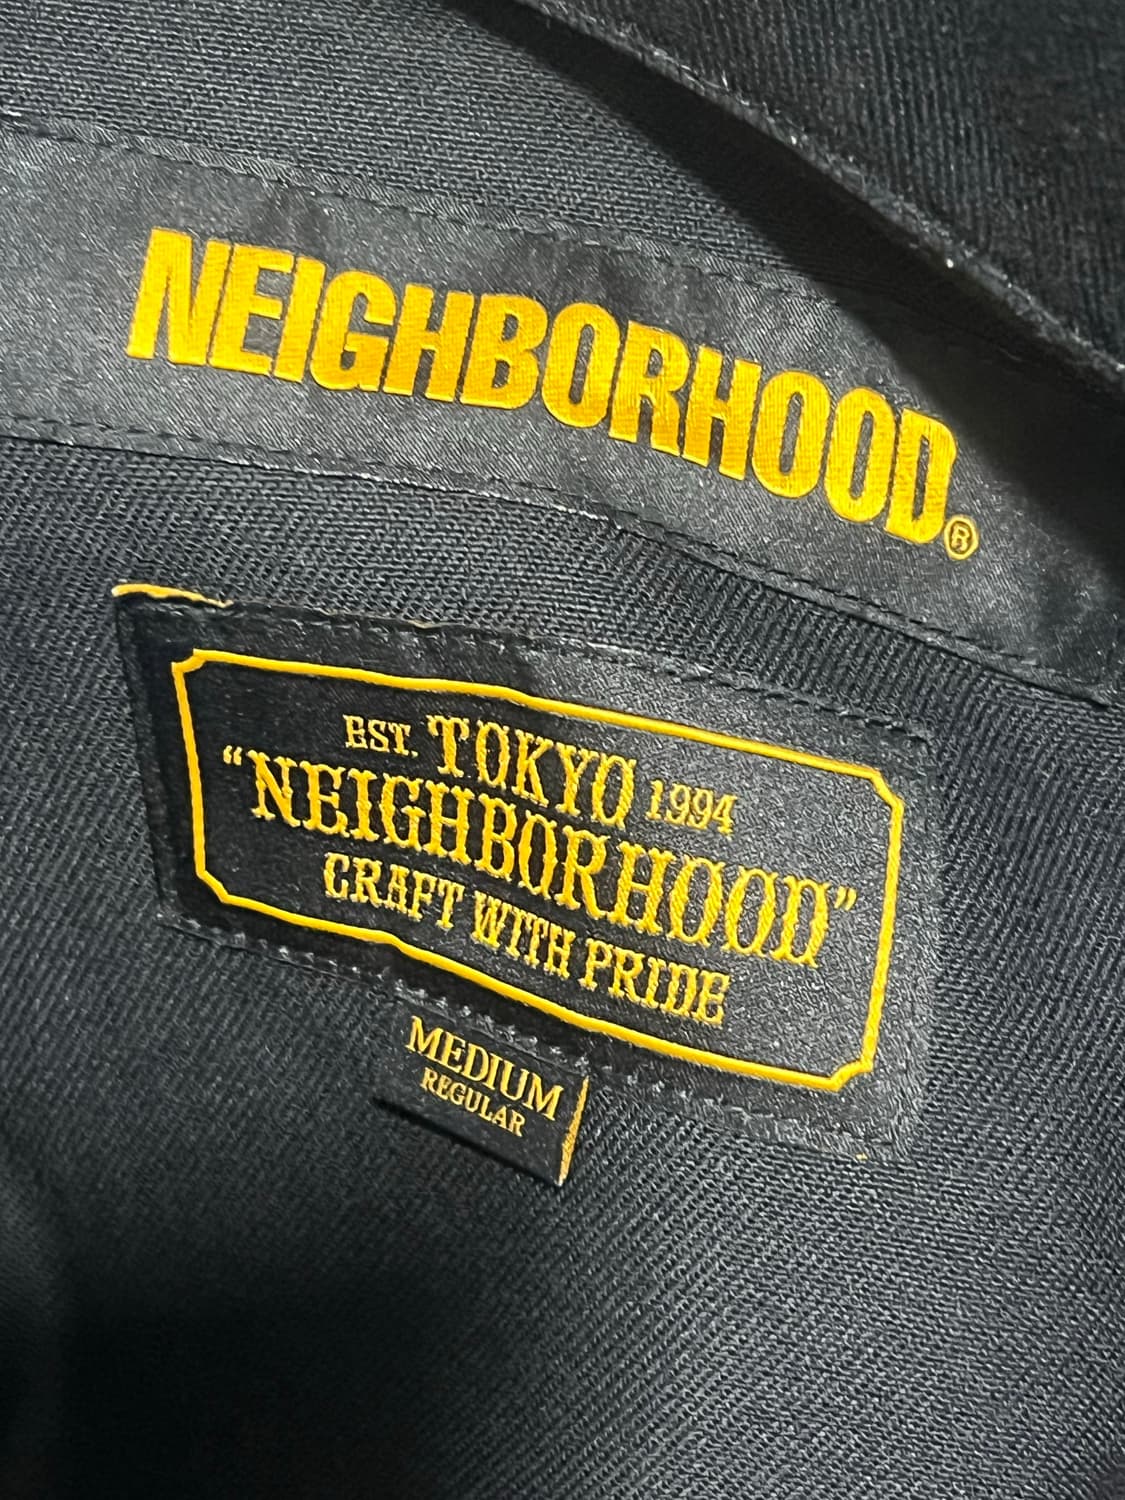 NEIGHBORHOOD®
EST. TOKYO 1994
"NEIGHBORHOOD"
CRAFT WITH PRIDE
MEDIUM
REGULAR